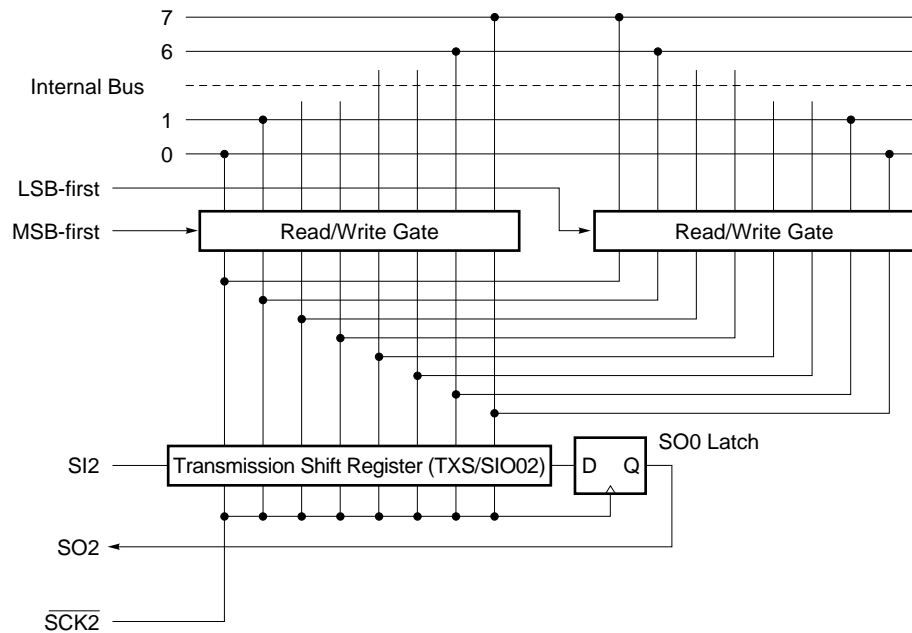 7
6
Internal Bus
1
0
LSB-first
MSB-first
Read/Write Gate
Read/Write Gate
SO0 Latch
SI2
Transmission Shift Register (TXS/SIO02)
D
Q
SO2
SCK2